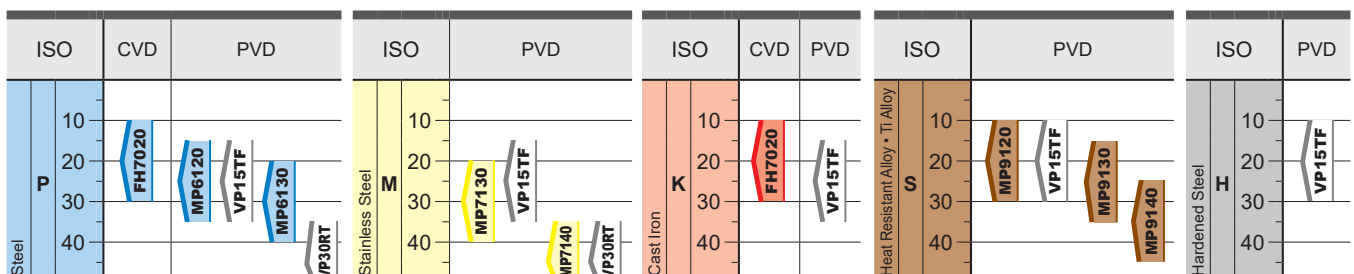 ISO CVD PVD
P
Steel
10
20
30
40
FH7020
MP6120
VP15TF
MP6130
VP30RT
ISO PVD
M
Stainless Steel
10
20
30
40
MP7130
VP15TF
MP7140
VP30RT
ISO CVD PVD
K
Cast Iron
10
20
30
40
FH7020
VP15TF
ISO PVD
S
Heat Resistant Alloy • Ti Alloy
10
20
30
40
MP9120
VP15TF
MP9130
MP9140
ISO PVD
H
Hardened Steel
10
20
30
40
VP15TF